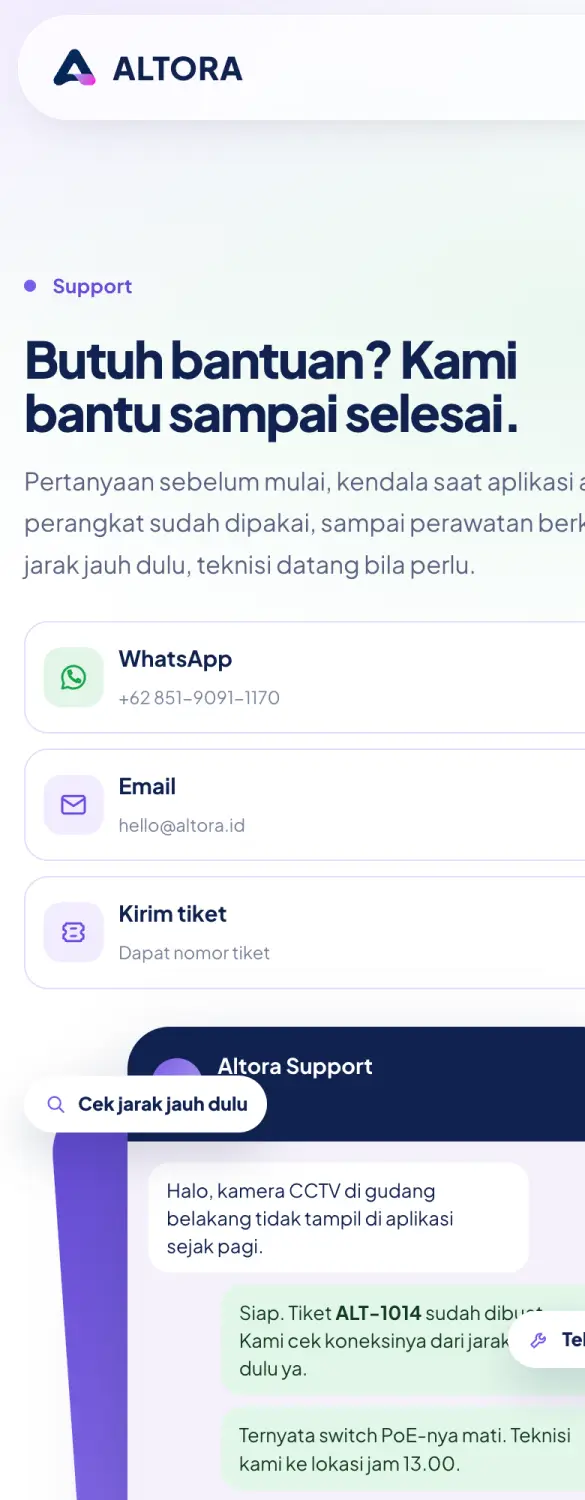 ALTORA
Support
Butuh bantuan? Kami
bantu sampai selesai.
Pertanyaan sebelum mulai, kendala saat aplikasi
perangkat sudah dipakai, sampai perawatan
jarak jauh dulu, teknisi datang bila perlu.
WhatsApp
+62 851-9091-1170
Email
hello@altora.id
Kirim tiket
Dapat nomor tiket
Altora Support
Cek jarak jauh dulu
Halo, kamera CCTV di gudang
belakang tidak tampil di aplikasi
sejak pagi.
Siap. Tiket ALT-1014 sudah dibuat.
Kami cek koneksinya dari jarak
dulu ya.
Ternyata switch PoE-nya mati. Teknisi
kami ke lokasi jam 13.00.